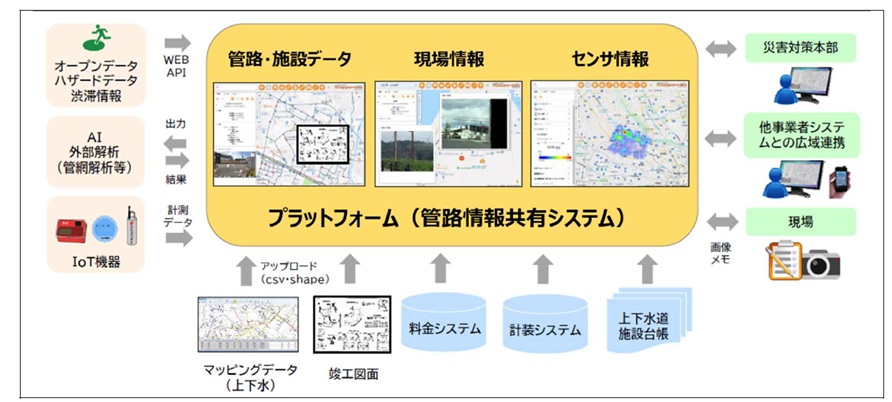 オープンデータ
ハザードデータ
渋滞情報
WEB
API
AI
外部解析
(管網解析等)
出力
結果
計測
データ
IoT機器
管路・施設データ
現場情報
センサ情報
プラットフォーム(管路情報共有システム)
災害対策本部
他事業者システ
ムとの広域連携
現場
画像
メモ
アップロード
(csv・shape)
マッピングデータ
(上下水)
竣工図面
料金システム
計装システム
上下水道
施設台帳